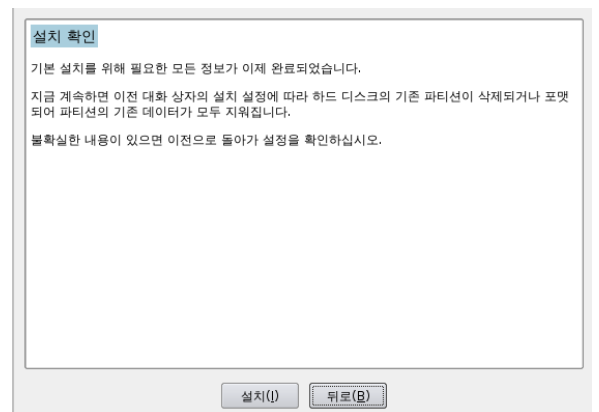 설치 확인
기본 설치를 위해 필요한 모든 정보가 이제 완료되었습니다.
지금 계속하면 이전 대화 상자의 설치 설정에 따라 하드 디스크의 기존 파티션이 삭제되거나 포맷
되어 파티션의 기존 데이터가 모두 지워집니다.
불확실한 내용이 있으면 이전으로 돌아가 설정을 확인하십시오.
설치(I) 뒤로(B)